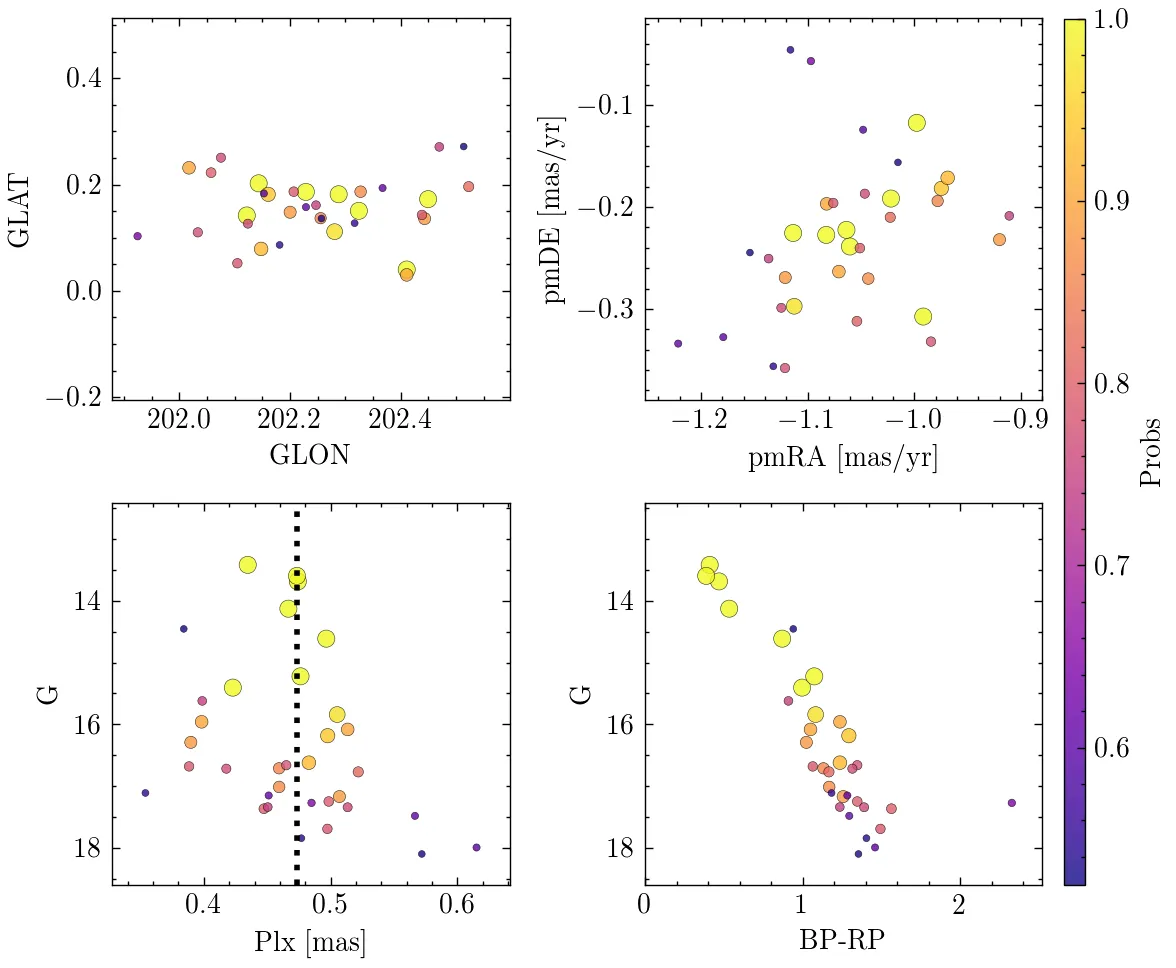 0.4
0.2
0.0
−0.2
GLAT
202.0 202.2 202.4
GLON
−0.1
−0.2
−0.3
pmDE [mas/yr]
−1.2 −1.1 −1.0 −0.9
pmRA [mas/yr]
14
16
18
G
0.4 0.5 0.6
Plx [mas]
14
16
18
G
0 1 2
BP-RP
1.0
0.9
0.8
0.7
0.6
Probs